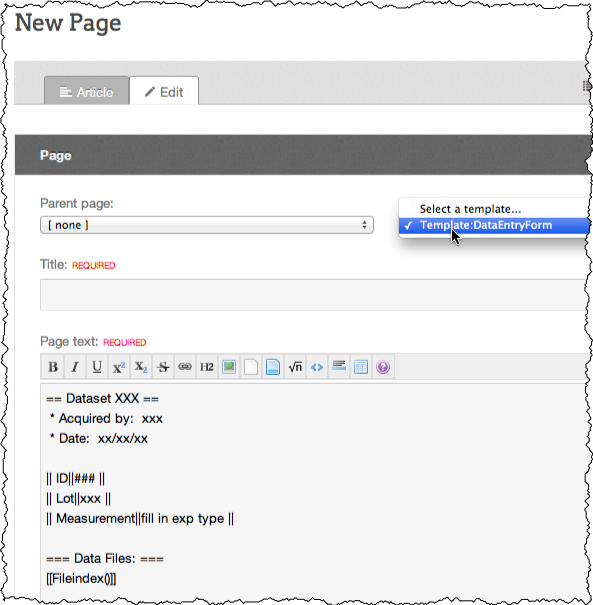 New Page
Article
Edit
Page
Parent page:
[ none ]
Select a template...
✓ Template:DataEntryForm
Title: REQUIRED
Page text: REQUIRED
B I U X² X₂ S H2 √n <> ?
== Dataset XXX ==
* Acquired by:  xxx
* Date:  xx/xx/xx
|| ID||### ||
|| Lot||xxx ||
|| Measurement||fill in exp type ||
=== Data Files: ===
[[Fileindex()]]